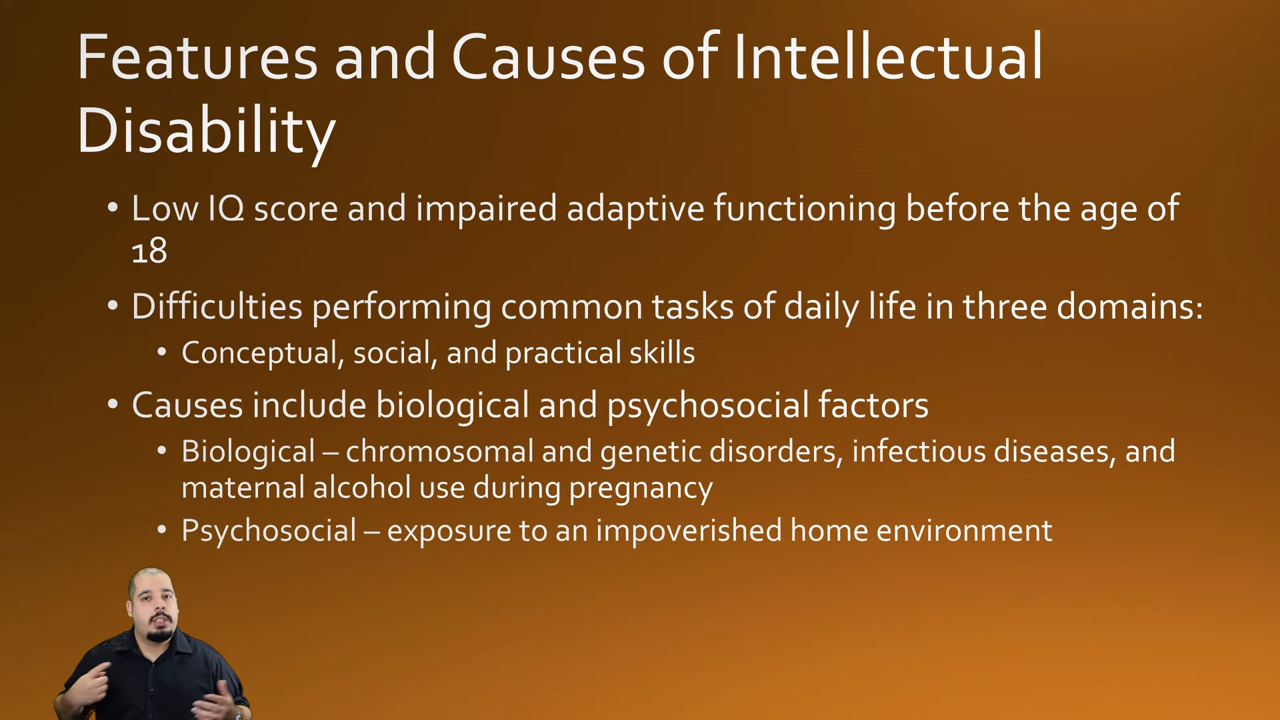 Features and Causes of Intellectual
Disability
• Low IQ score and impaired adaptive functioning before the age of
18
• Difficulties performing common tasks of daily life in three domains:
• Conceptual, social, and practical skills
• Causes include biological and psychosocial factors
• Biological – chromosomal and genetic disorders, infectious diseases, and
maternal alcohol use during pregnancy
• Psychosocial – exposure to an impoverished home environment